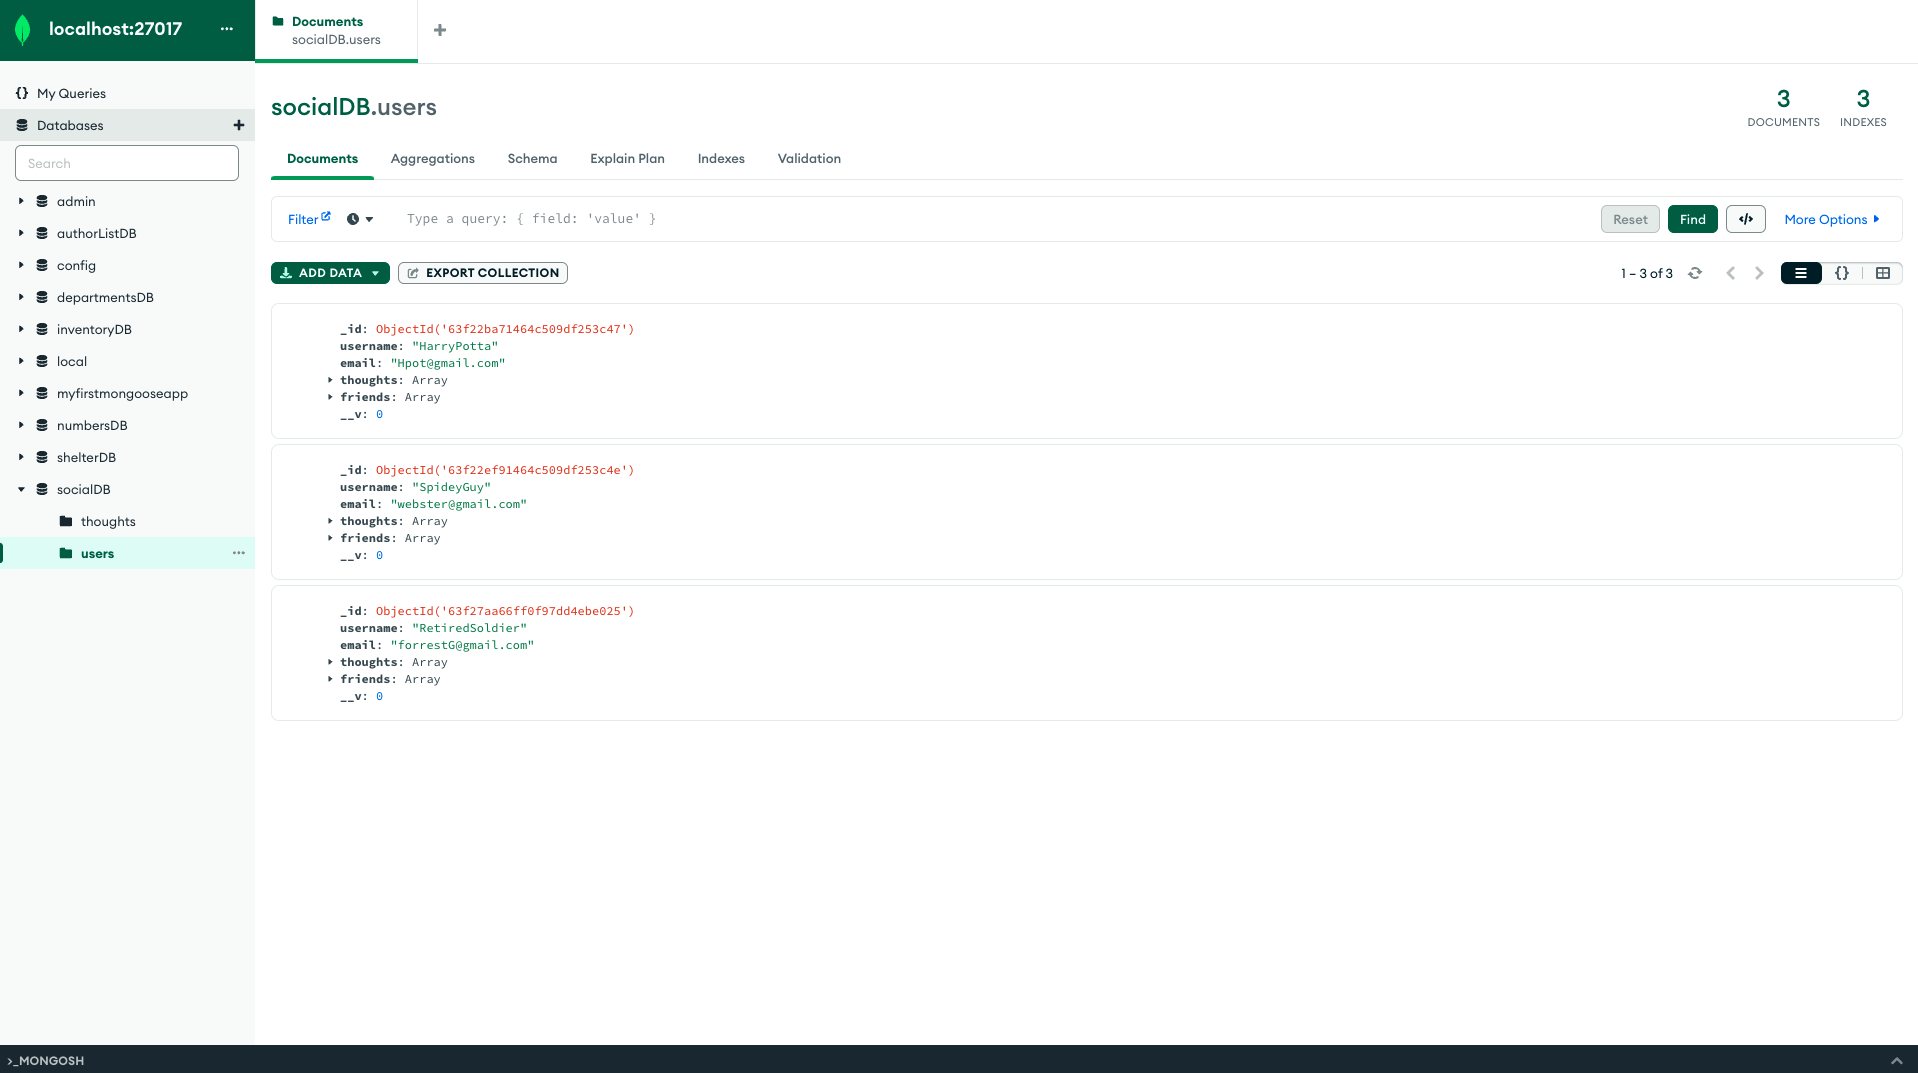 localhost:27017
My Queries
Databases
Search
admin
authorListDB
config
departmentsDB
inventoryDB
local
myfirstmongooseapp
numbersDB
shelterDB
socialDB
thoughts
users
Documents
socialDB.users
socialDB.users
3
DOCUMENTS
3
INDEXES
Documents Aggregations Schema Explain Plan Indexes Validation
Filter Type a query: { field: 'value' } Reset Find </> More Options
ADD DATA EXPORT COLLECTION 1 – 3 of 3 {}
_id: ObjectId('63f22ba71464c509df253c47')
username: "HarryPotta"
email: "Hpot@gmail.com"
thoughts: Array
friends: Array
__v: 0
_id: ObjectId('63f22ef91464c509df253c4e')
username: "SpideyGuy"
email: "webster@gmail.com"
thoughts: Array
friends: Array
__v: 0
_id: ObjectId('63f27aa66ff0f97dd4ebe025')
username: "RetiredSoldier"
email: "forrestG@gmail.com"
thoughts: Array
friends: Array
__v: 0
>_MONGOSH